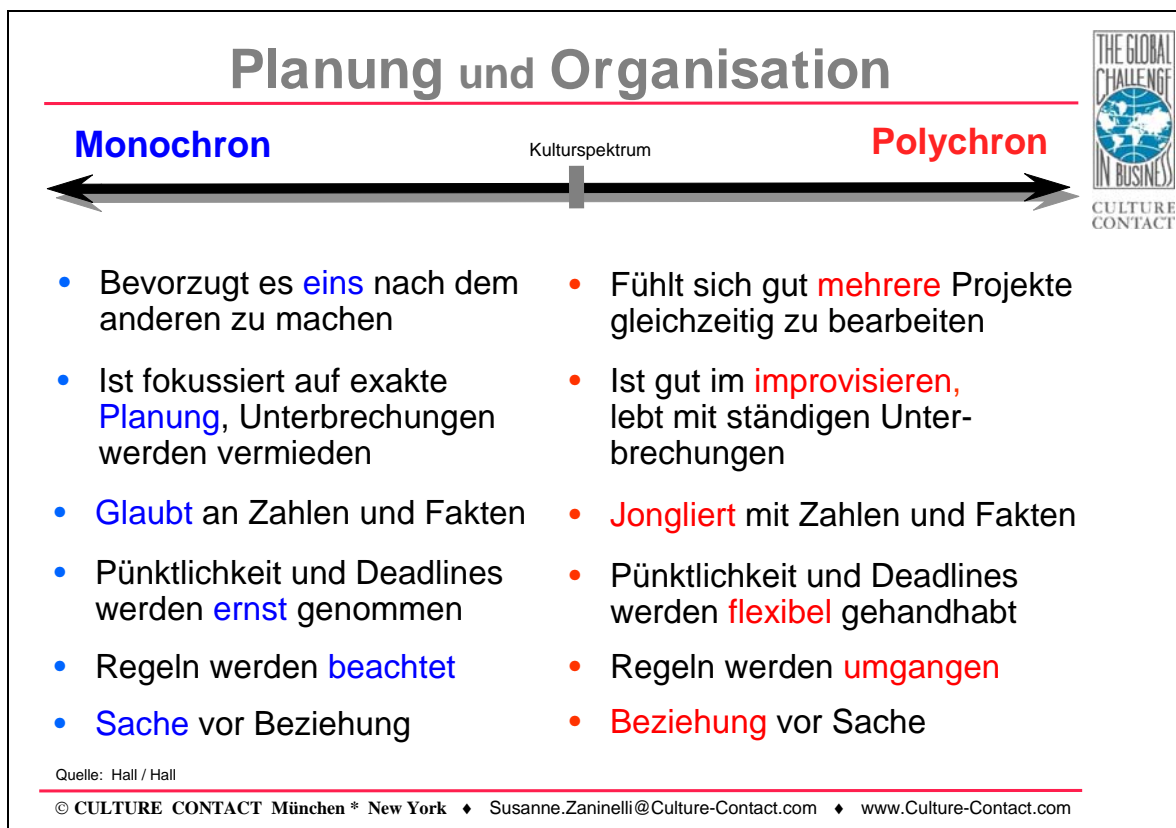 Planung und Organisation
THE GLOBAL
CHALLENGE
IN BUSINESS
CULTURE
CONTACT
Monochron
Kulturspektrum
Polychron
• Bevorzugt es eins nach dem
anderen zu machen
• Ist fokussiert auf exakte
Planung, Unterbrechungen
werden vermieden
• Glaubt an Zahlen und Fakten
• Pünktlichkeit und Deadlines
werden ernst genommen
• Regeln werden beachtet
• Sache vor Beziehung
• Fühlt sich gut mehrere Projekte
gleichzeitig zu bearbeiten
• Ist gut im improvisieren,
lebt mit ständigen Unter-
brechungen
• Jongliert mit Zahlen und Fakten
• Pünktlichkeit und Deadlines
werden flexibel gehandhabt
• Regeln werden umgangen
• Beziehung vor Sache
Quelle: Hall / Hall
© CULTURE CONTACT München * New York ♦ Susanne.Zaninelli@Culture-Contact.com ♦ www.Culture-Contact.com